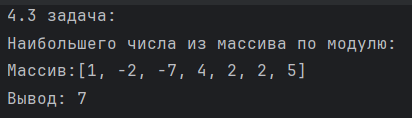 4.3 задача:
Наибольшего числа из массива по модулю:
Массив:[1, -2, -7, 4, 2, 2, 5]
Вывод: 7